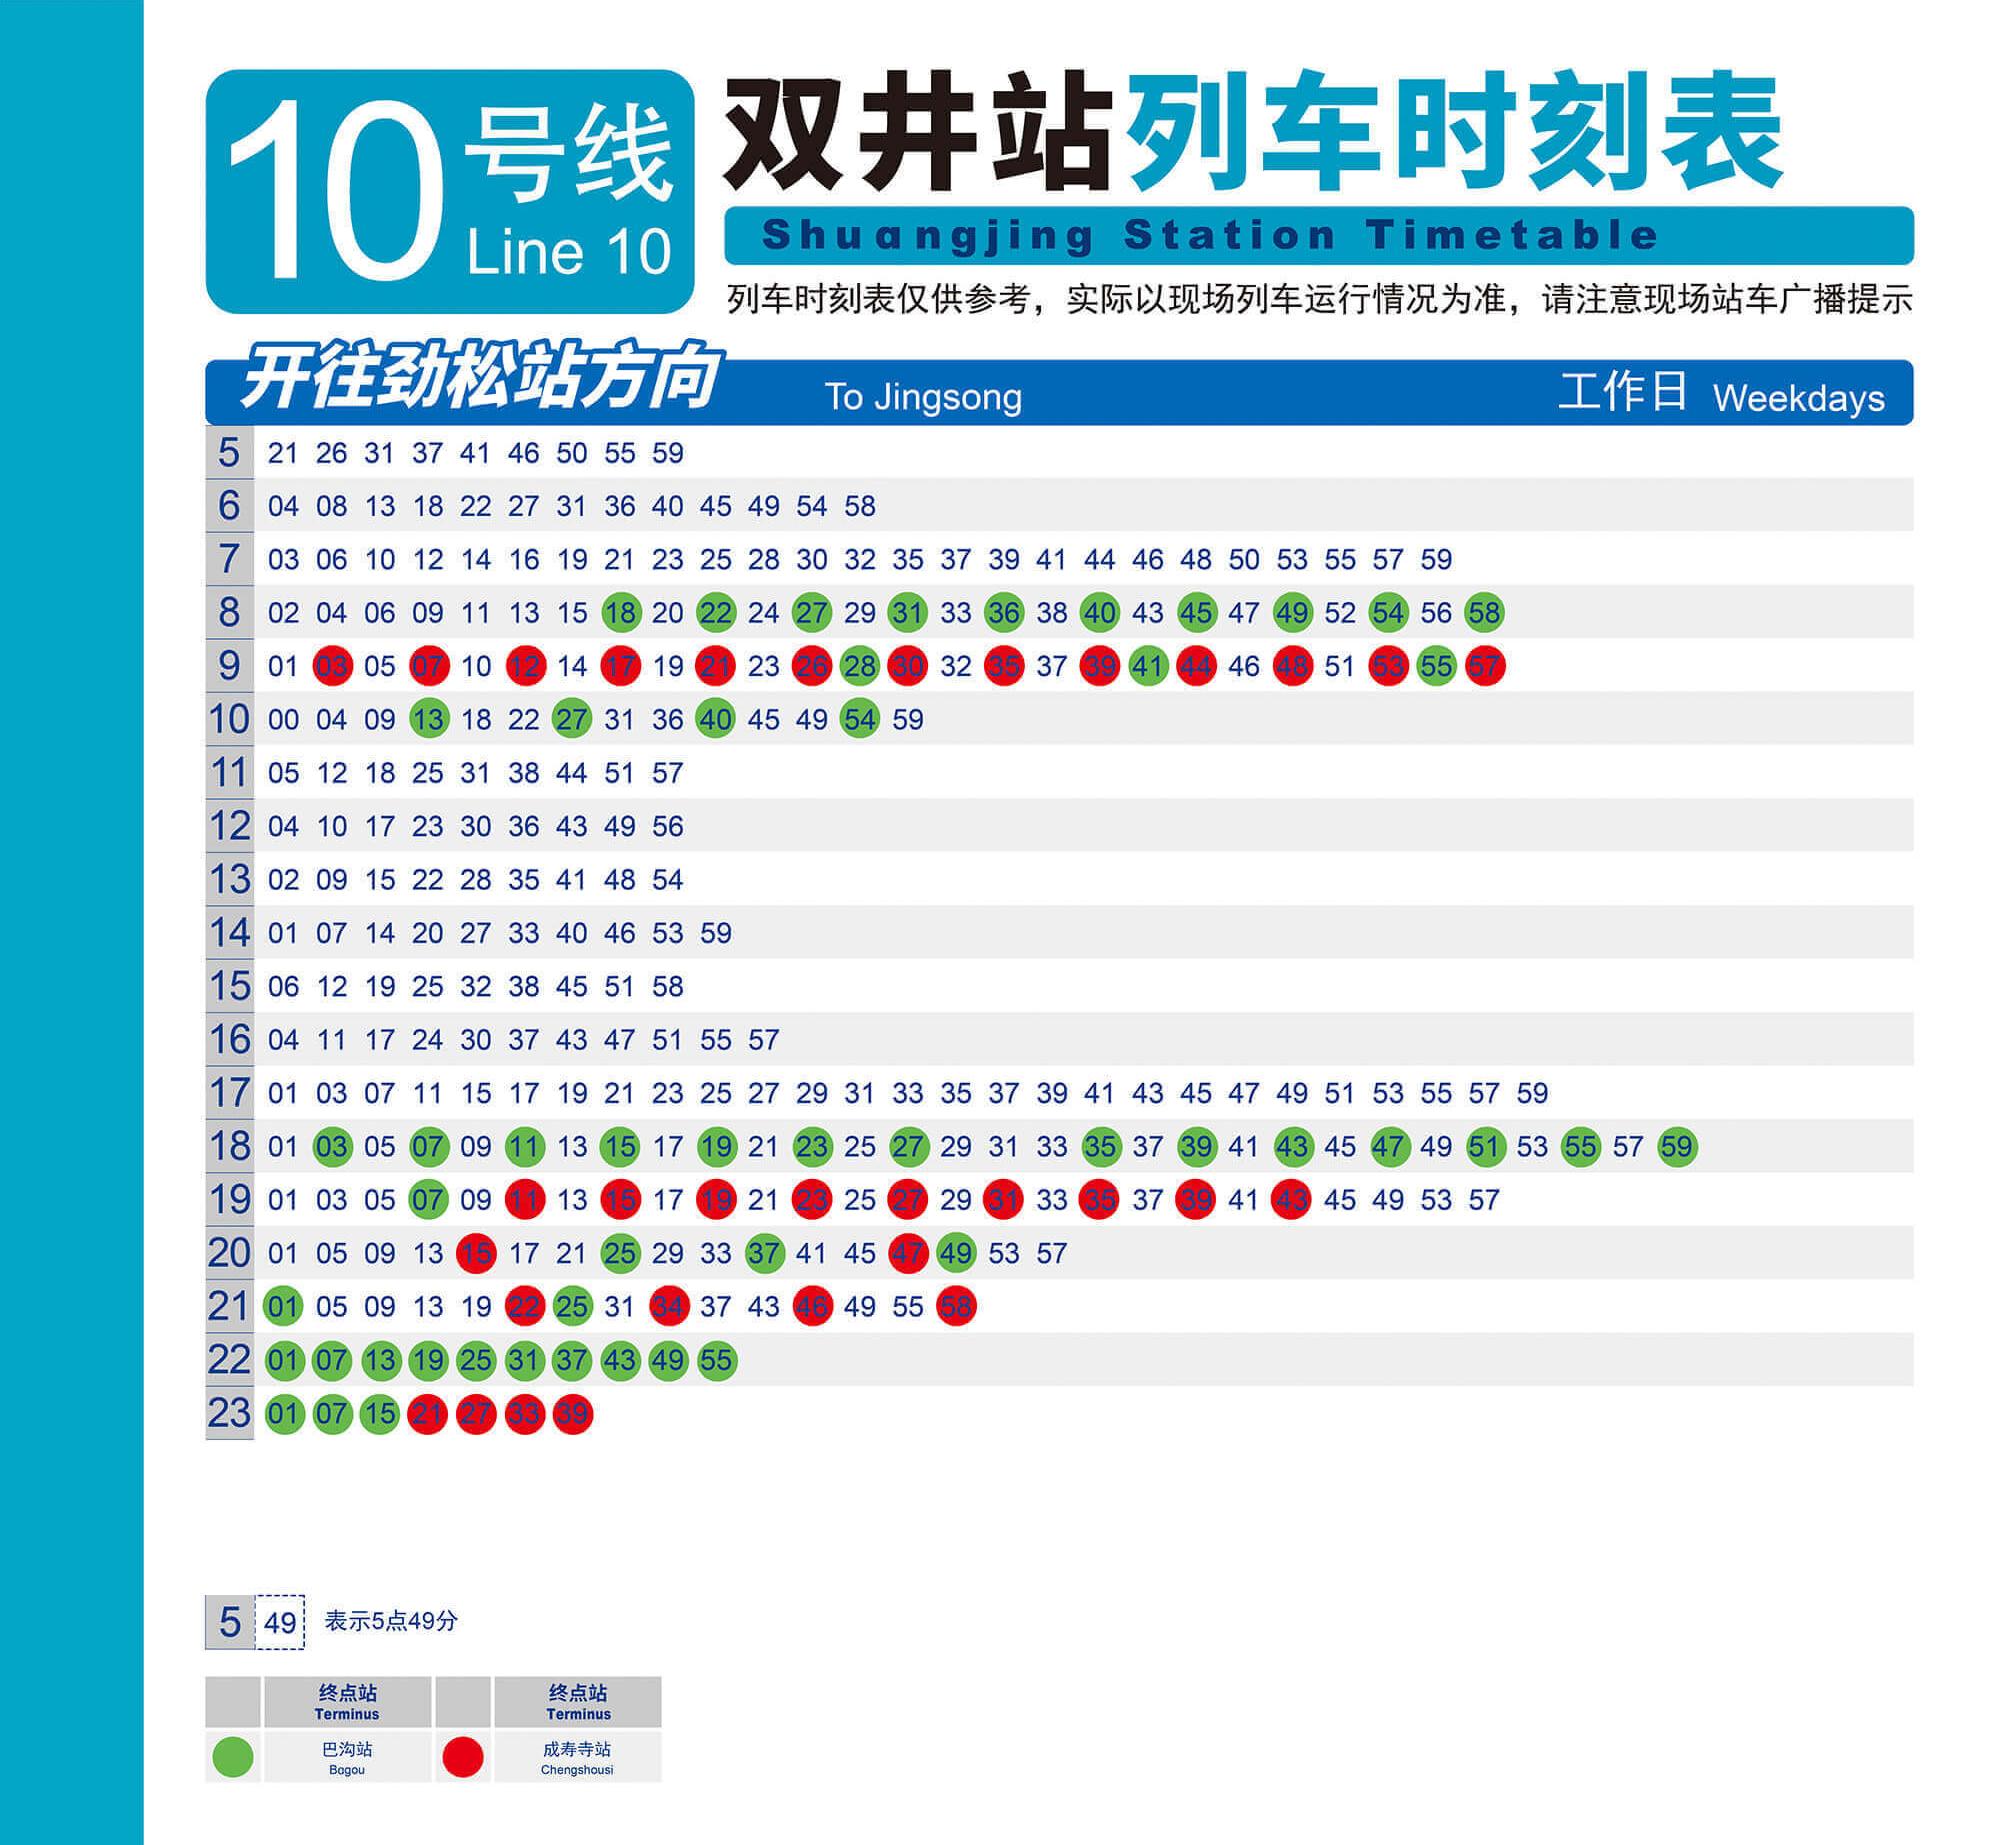 10号线
Line 10
双井站列车时刻表
Shuangjing Station Timetable
列车时刻表仅供参考，实际以现场列车运行情况为准，请注意现场站车广播提示
开往劲松站方向 To Jingsong 工作日 Weekdays
5 21 26 31 37 41 46 50 55 59
6 04 08 13 18 22 27 31 36 40 45 49 54 58
7 03 06 10 12 14 16 19 21 23 25 28 30 32 35 37 39 41 44 46 48 50 53 55 57 59
8 02 04 06 09 11 13 15 18 20 22 24 27 29 31 33 36 38 40 43 45 47 49 52 54 56 58
9 01 03 05 07 10 12 14 17 19 21 23 26 28 30 32 35 37 39 41 44 46 48 51 53 55 57
10 00 04 09 13 18 22 27 31 36 40 45 49 54 59
11 05 12 18 25 31 38 44 51 57
12 04 10 17 23 30 36 43 49 56
13 02 09 15 22 28 35 41 48 54
14 01 07 14 20 27 33 40 46 53 59
15 06 12 19 25 32 38 45 51 58
16 04 11 17 24 30 37 43 47 51 55 57
17 01 03 07 11 15 17 19 21 23 25 27 29 31 33 35 37 39 41 43 45 47 49 51 53 55 57 59
18 01 03 05 07 09 11 13 15 17 19 21 23 25 27 29 31 33 35 37 39 41 43 45 47 49 51 53 55 57 59
19 01 03 05 07 09 11 13 15 17 19 21 23 25 27 29 31 33 35 37 39 41 43 45 49 53 57
20 01 05 09 13 15 17 21 25 29 33 37 41 45 47 49 53 57
21 01 05 09 13 19 22 25 31 34 37 43 46 49 55 58
22 01 07 13 19 25 31 37 43 49 55
23 01 07 15 21 27 33 39
5 49 表示5点49分
终点站 终点站
Terminus Terminus
巴沟站 成寿寺站
Bagou Chengshousi